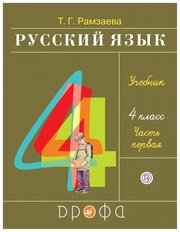 Т. Г. Рамзаева
РУССКИЙ ЯЗЫК
Учебник
4
4 класс
Часть
первая
ДРОФА